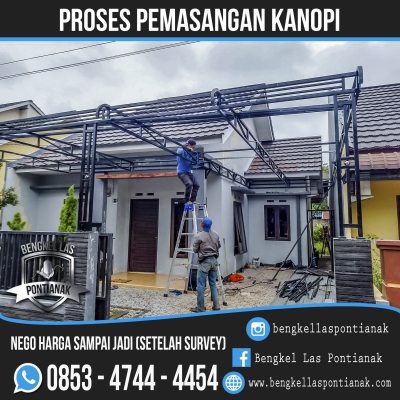 PROSES PEMASANGAN KANOPI
BENGKEL LAS
PONTIANAK
NEGO HARGA SAMPAI JADI (SETELAH SURVEY)
0853 - 4744 - 4454
bengkellaspontianak
Bengkel Las Pontianak
www.bengkellaspontianak.com